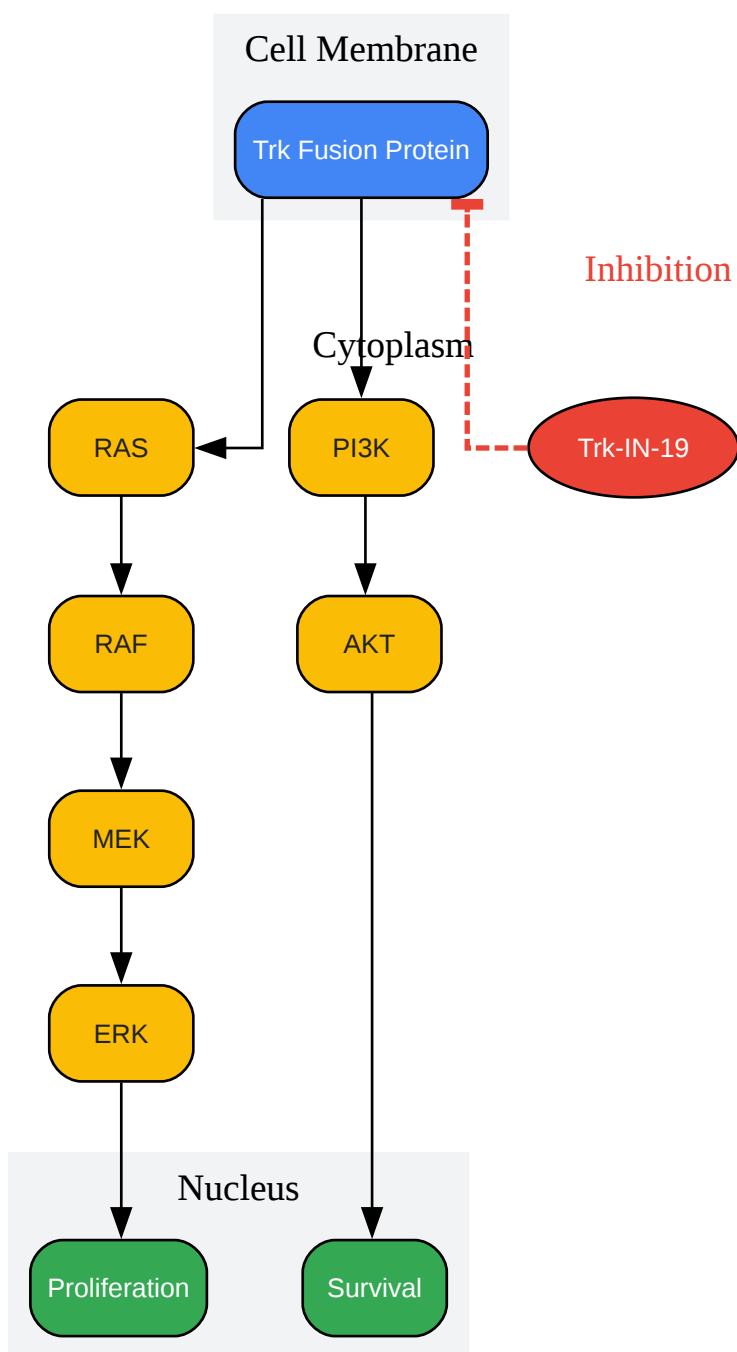 Cell Membrane
Trk Fusion Protein
Inhibition
Cytoplasm
RAS
PI3K
Trk-IN-19
RAF
AKT
MEK
ERK
Nucleus
Proliferation
Survival